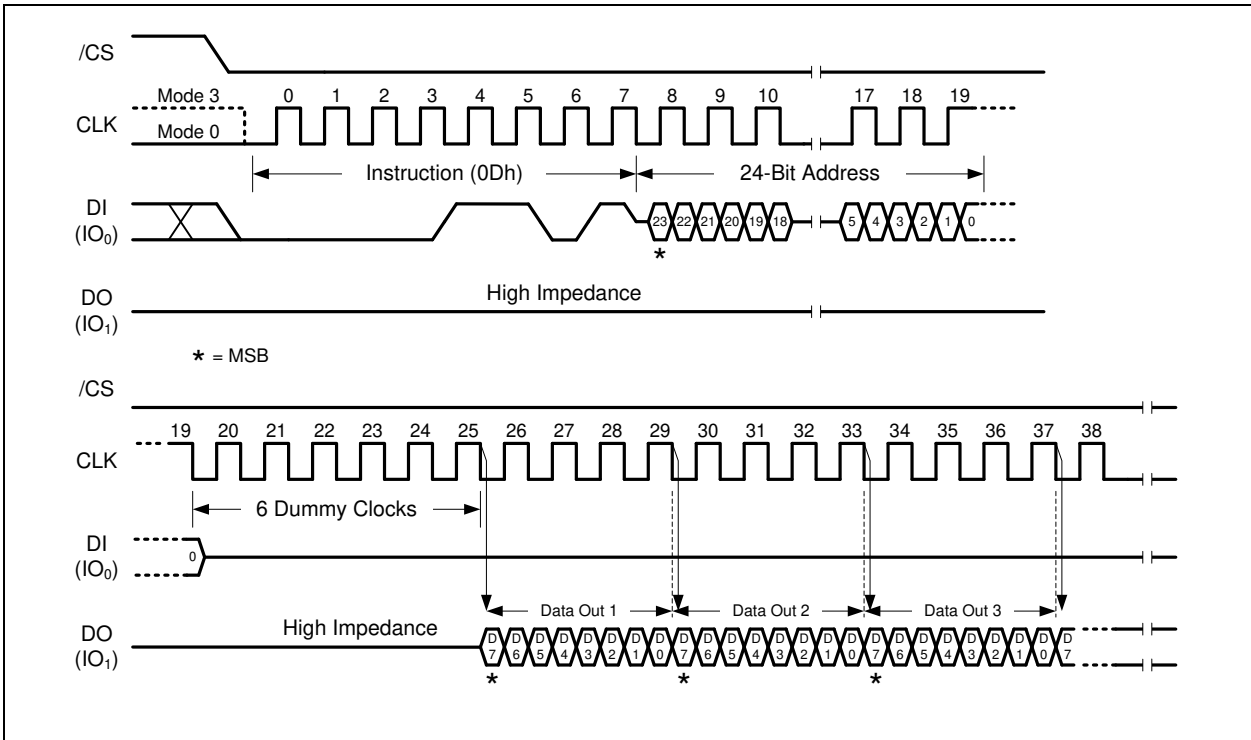 /CS
Mode 3 0 1 2 3 4 5 6 7 8 9 10 17 18 19
CLK
Mode 0
Instruction (0Dh) 24-Bit Address
DI
(IO₀)
23 22 21 20 19 18 5 4 3 2 1 0
*
DO
(IO₁)
High Impedance
* = MSB
/CS
19 20 21 22 23 24 25 26 27 28 29 30 31 32 33 34 35 36 37 38
CLK
6 Dummy Clocks
DI
(IO₀)
0
Data Out 1 Data Out 2 Data Out 3
DO
(IO₁)
High Impedance
D7 D6 D5 D4 D3 D2 D1 D0 D7 D6 D5 D4 D3 D2 D1 D0 D7 D6 D5 D4 D3 D2 D1 D0 D7
* * *